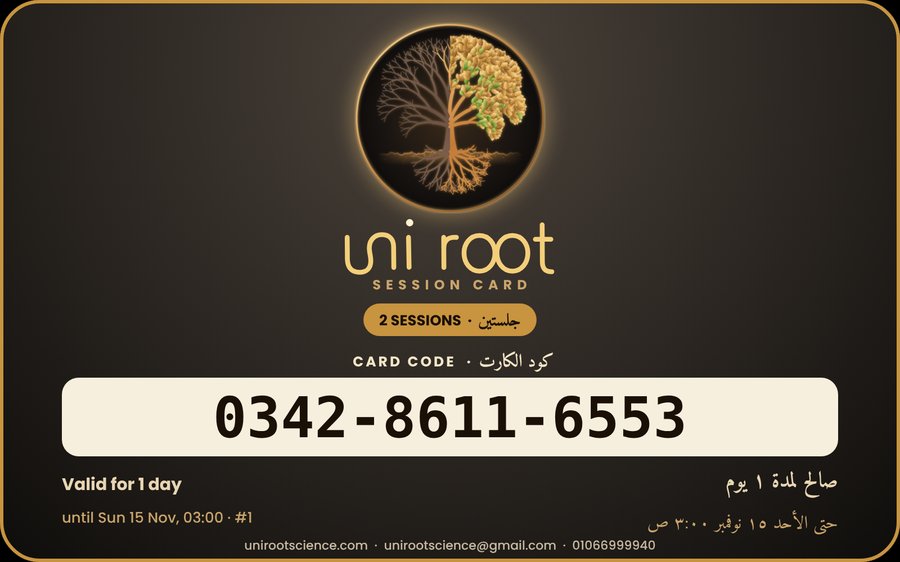 uni root
SESSION CARD
2 SESSIONS · جلستين
CARD CODE · كود الكارت
0342-8611-6553
Valid for 1 day
صالح لمدة ١ يوم
until Sun 15 Nov, 03:00 · #1
حتى الأحد ١٥ نوفمبر ٣:٠٠ ص
unirootscience.com · unirootscience@gmail.com · 01066999940